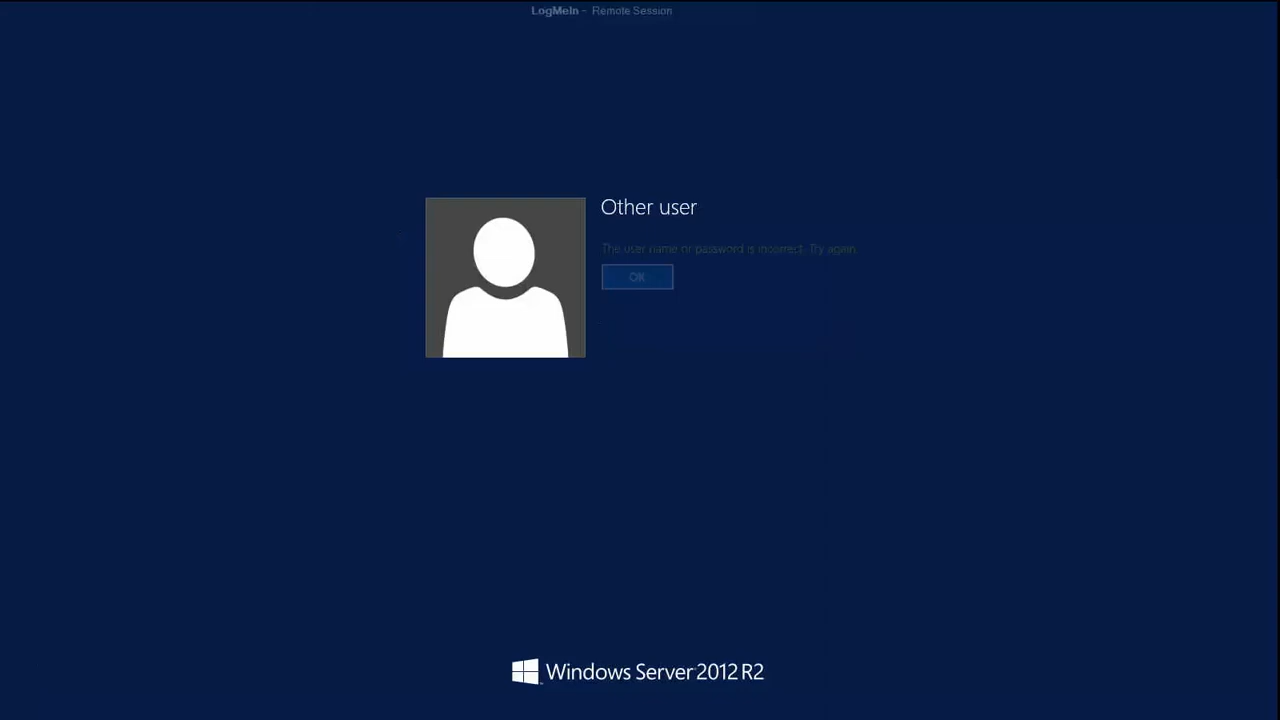 LogMeIn - Remote Session
Other user
The user name or password is incorrect. Try again.
OK
Windows Server 2012 R2